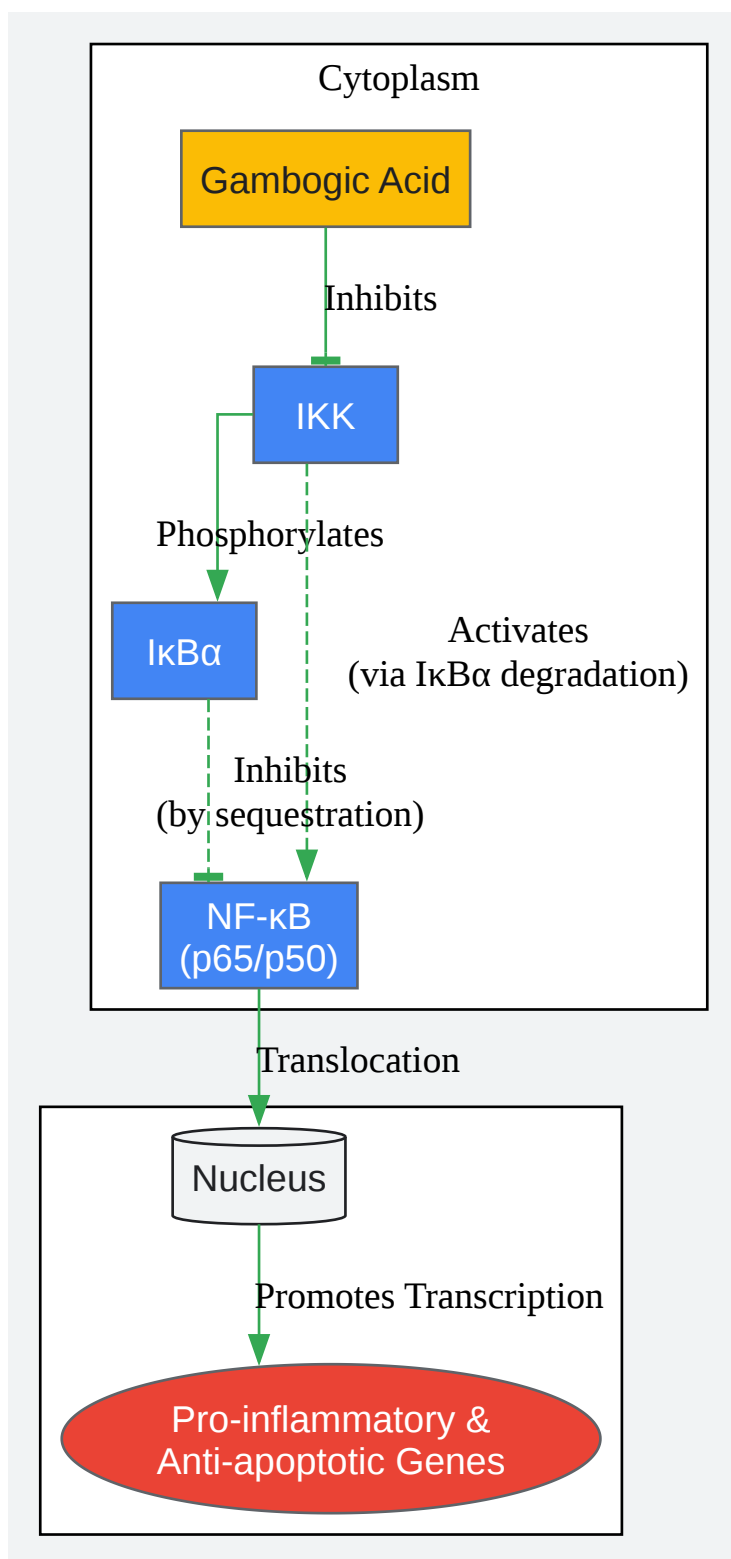 Cytoplasm
Gambogic Acid
Inhibits
IKK
Phosphorylates
Activates
(via IκBα degradation)
IκBα
Inhibits
(by sequestration)
NF-κB
(p65/p50)
Translocation
Nucleus
Promotes Transcription
Pro-inflammatory &
Anti-apoptotic Genes